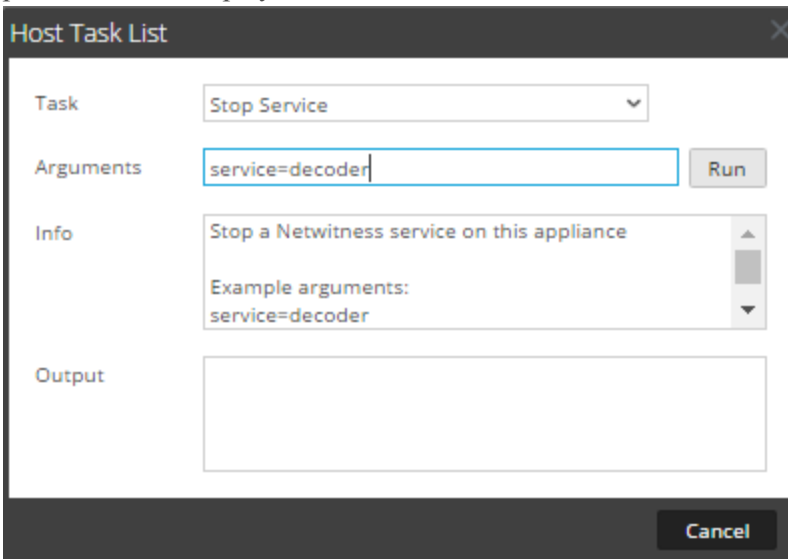 Host Task List
Task
Stop Service
Arguments
service=decoder
Run
Info
Stop a Netwitness service on this appliance
Example arguments:
service=decoder
Output
Cancel